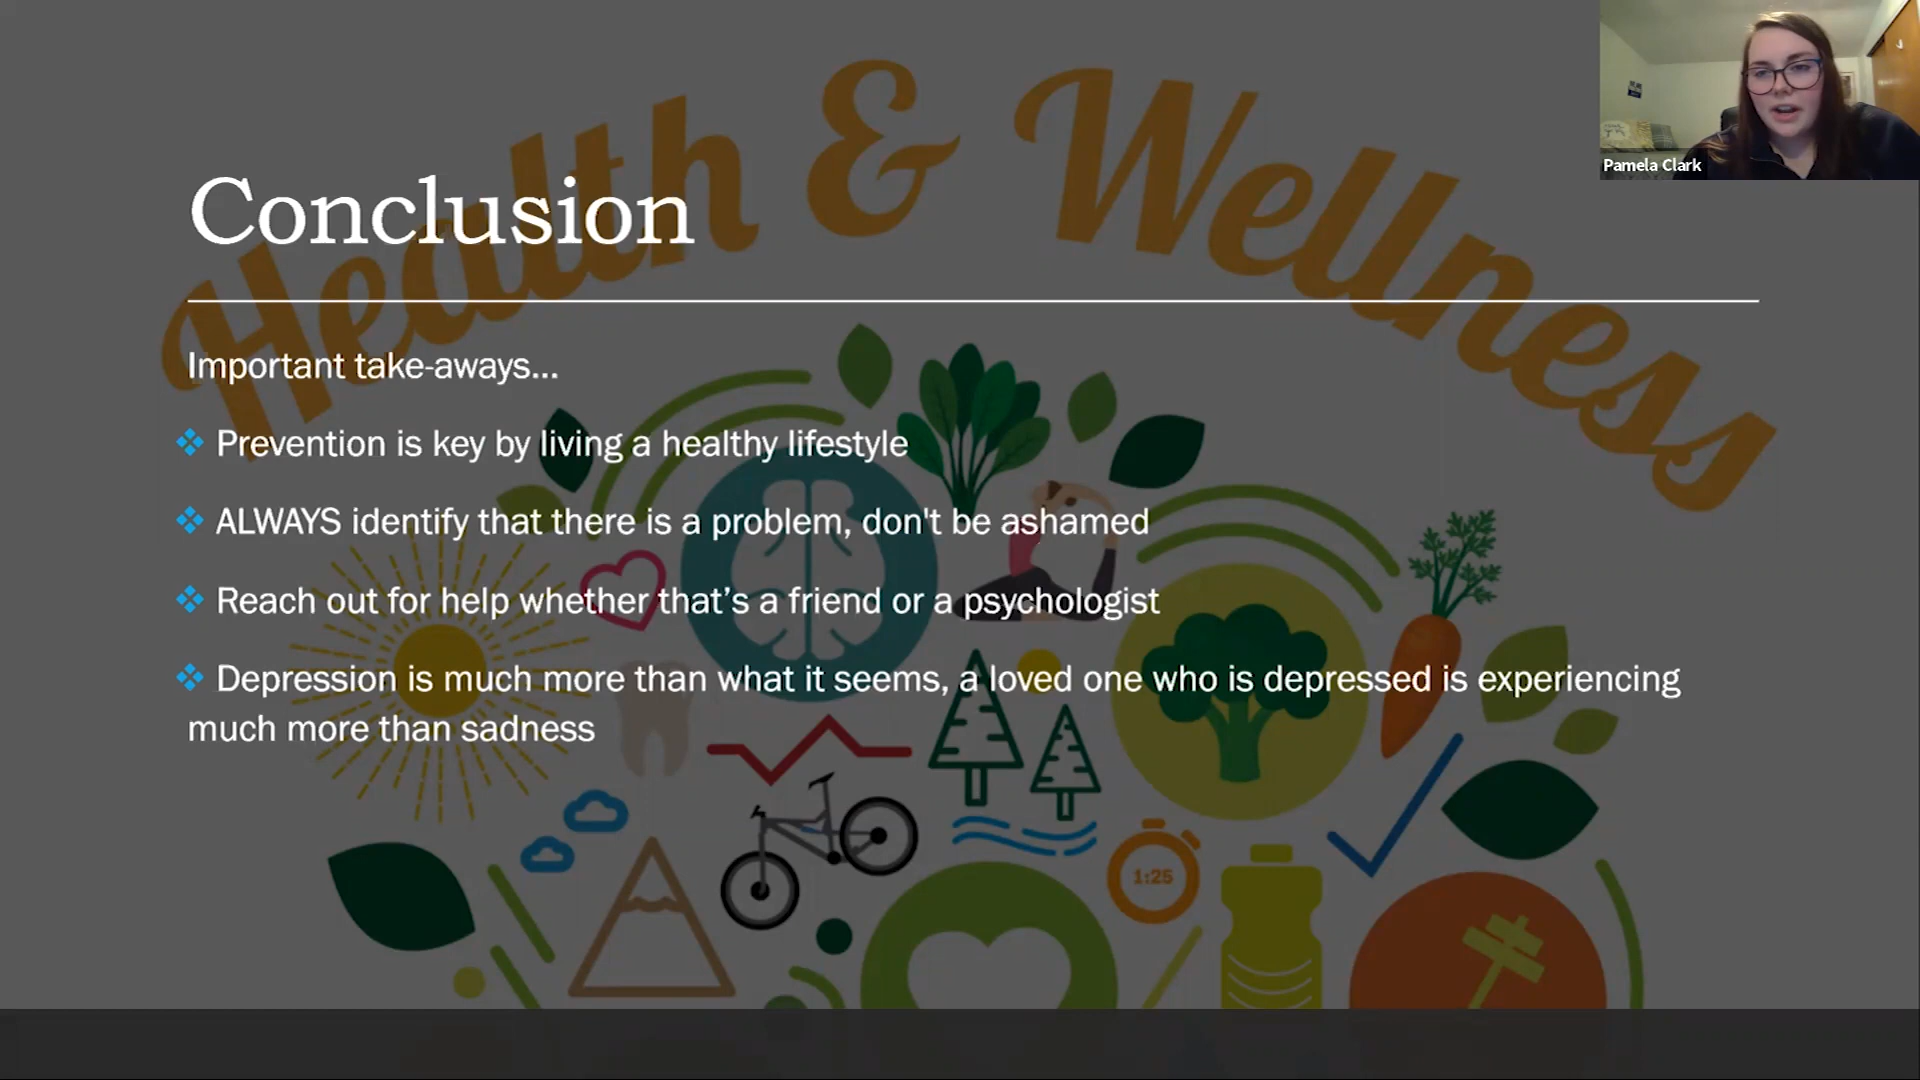 Health & Wellness
Pamela Clark
Conclusion
Important take-aways...
Prevention is key by living a healthy lifestyle
ALWAYS identify that there is a problem, don't be ashamed
Reach out for help whether that’s a friend or a psychologist
Depression is much more than what it seems, a loved one who is depressed is experiencing
much more than sadness
1:25